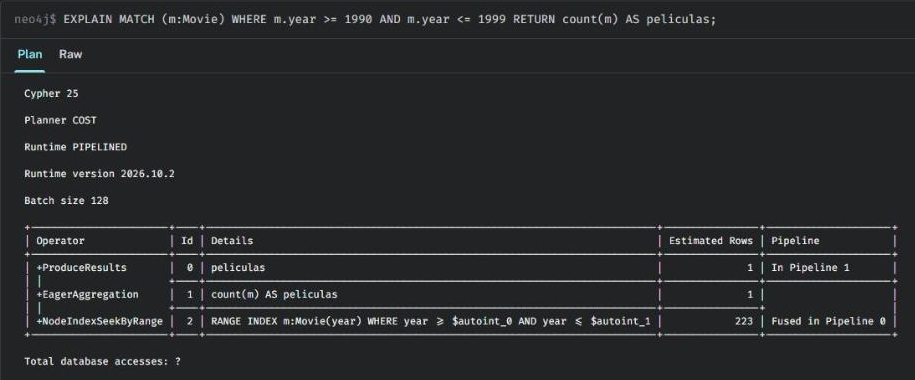 neo4j$ EXPLAIN MATCH (m:Movie) WHERE m.year >= 1990 AND m.year <= 1999 RETURN count(m) AS peliculas;
Plan Raw
Cypher 25
Planner COST
Runtime PIPELINED
Runtime version 2026.10.2
Batch size 128
+----------------------+----+------------------------------------------------------------------------+----------------+---------------------+
| Operator | Id | Details | Estimated Rows | Pipeline |
+----------------------+----+------------------------------------------------------------------------+----------------+---------------------+
| +ProduceResults | 0 | peliculas | 1 | In Pipeline 1 |
| | +----+------------------------------------------------------------------------+----------------+---------------------+
| +EagerAggregation | 1 | count(m) AS peliculas | 1 | |
| | +----+------------------------------------------------------------------------+----------------+ |
| +NodeIndexSeekByRange | 2 | RANGE INDEX m:Movie(year) WHERE year ⩾ $autoint_0 AND year ⩽ $autoint_1 | 223 | Fused in Pipeline 0 |
+----------------------+----+------------------------------------------------------------------------+----------------+---------------------+
Total database accesses: ?